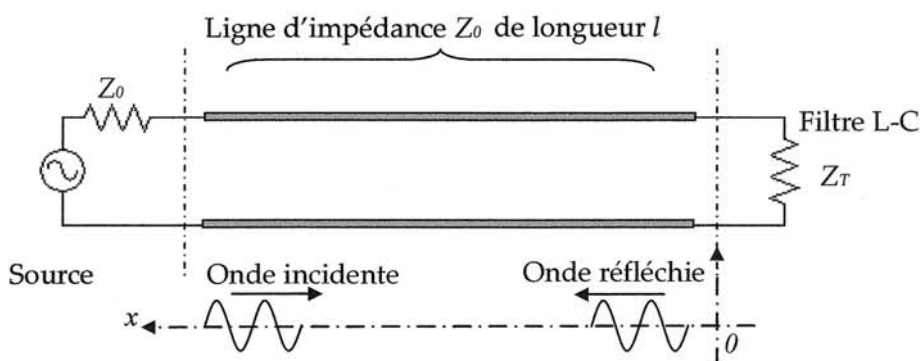 Ligne d'impédance Z0 de longueur l
Z0
Filtre L-C
ZT
Source
Onde incidente
Onde réfléchie
x
0